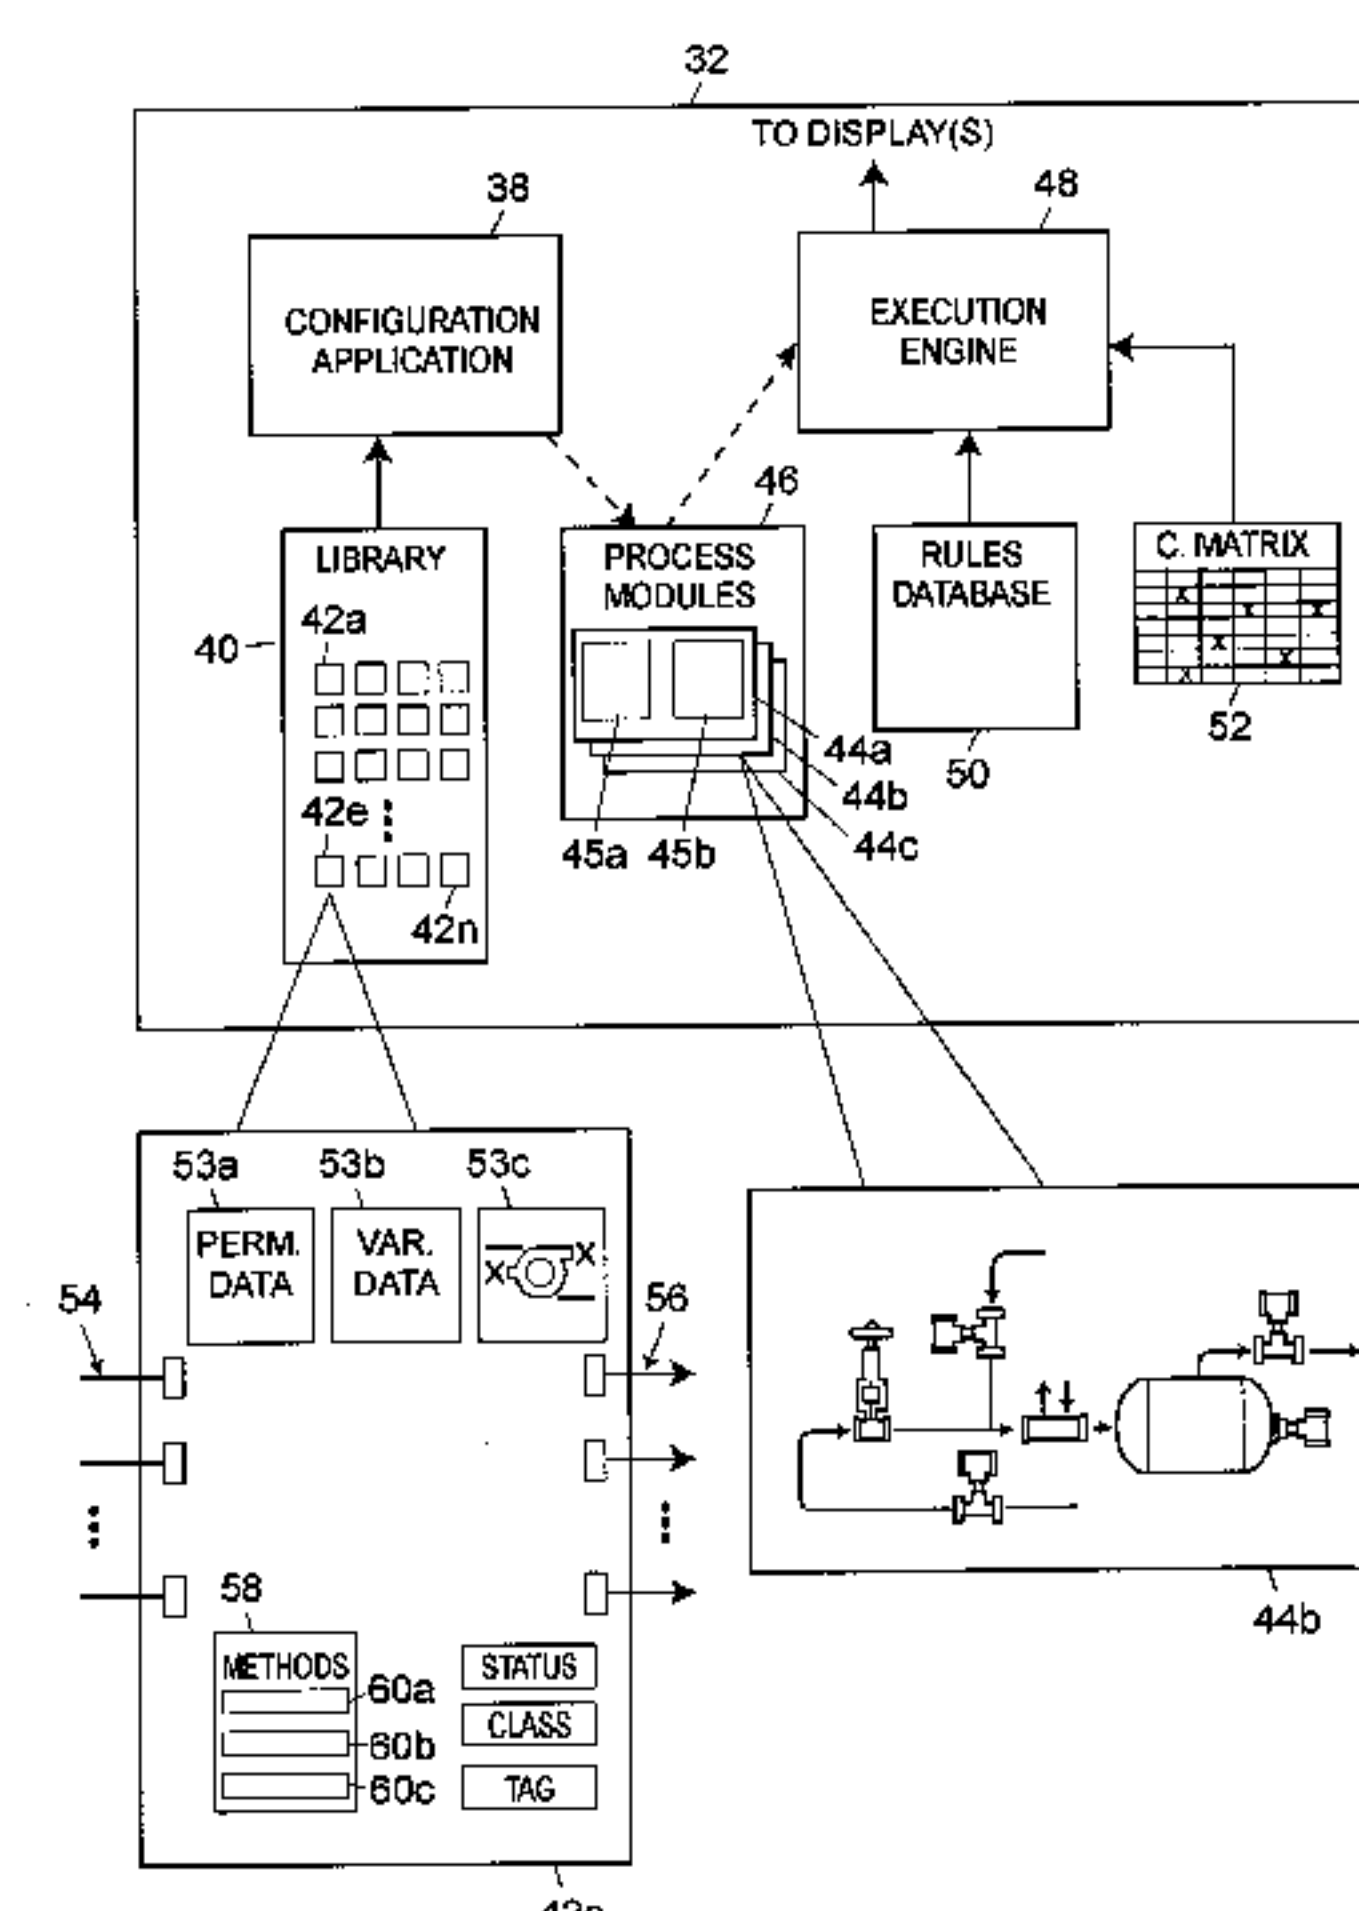 32
TO DISPLAY(S)
38
48
CONFIGURATION
APPLICATION
EXECUTION
ENGINE
46
LIBRARY
PROCESS
MODULES
RULES
DATABASE
C. MATRIX
X
X
X
X
X
X
42a
40
44a
52
50
44b
42e
45a
45b
44c
42n
53a
53b
53c
PERM.
DATA
VAR.
DATA
X
X
54
56
58
METHODS
60a
60b
60c
STATUS
CLASS
TAG
44b